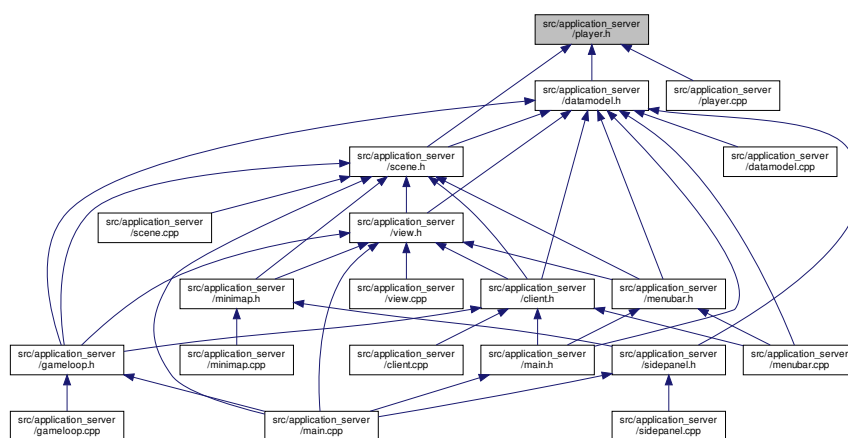 src/application_server
/player.h
src/application_server
/datamodel.h
src/application_server
/player.cpp
src/application_server
/scene.h
src/application_server
/datamodel.cpp
src/application_server
/scene.cpp
src/application_server
/view.h
src/application_server
/minimap.h
src/application_server
/view.cpp
src/application_server
/client.h
src/application_server
/menubar.h
src/application_server
/gameloop.h
src/application_server
/minimap.cpp
src/application_server
/client.cpp
src/application_server
/main.h
src/application_server
/sidepanel.h
src/application_server
/menubar.cpp
src/application_server
/gameloop.cpp
src/application_server
/main.cpp
src/application_server
/sidepanel.cpp